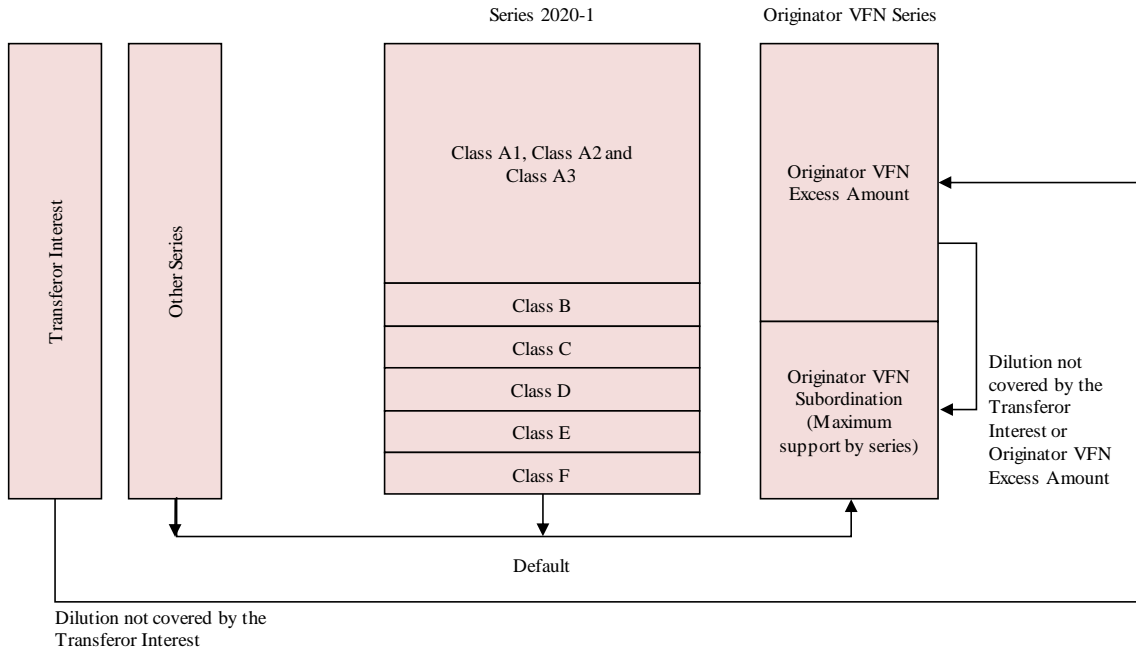 Series 2020-1
Originator VFN Series
Transferor Interest
Other Series
Class A1, Class A2 and
Class A3
Class B
Class C
Class D
Class E
Class F
Originator VFN
Excess Amount
Originator VFN
Subordination
(Maximum
support by series)
Dilution not
covered by the
Transferor
Interest or
Originator VFN
Excess Amount
Default
Dilution not covered by the
Transferor Interest